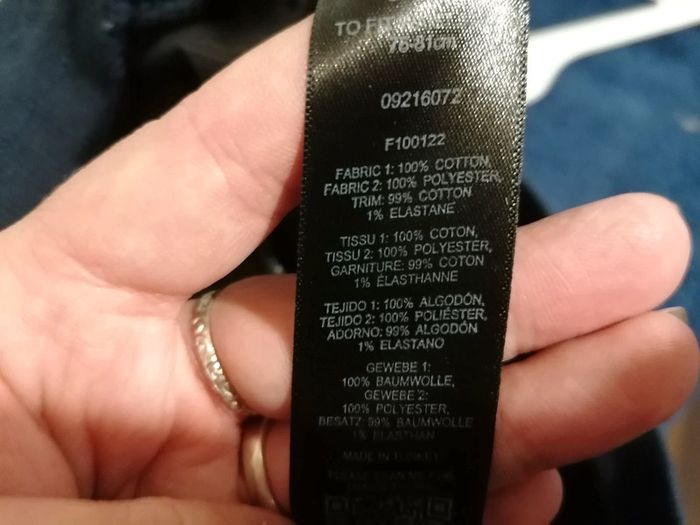 TO FIT
76-81cm
09216072
F100122
FABRIC 1: 100% COTTON,
FABRIC 2: 100% POLYESTER,
TRIM: 99% COTTON
1% ELASTANE
TISSU 1: 100% COTON,
TISSU 2: 100% POLYESTER,
GARNITURE: 99% COTON
1% ÉLASTHANNE
TEJIDO 1: 100% ALGODÓN,
TEJIDO 2: 100% POLIÉSTER,
ADORNO: 99% ALGODÓN
1% ELASTANO
GEWEBE 1:
100% BAUMWOLLE,
GEWEBE 2:
100% POLYESTER,
BESATZ: 99% BAUMWOLLE
1% ELASTHAN
MADE IN TURKEY